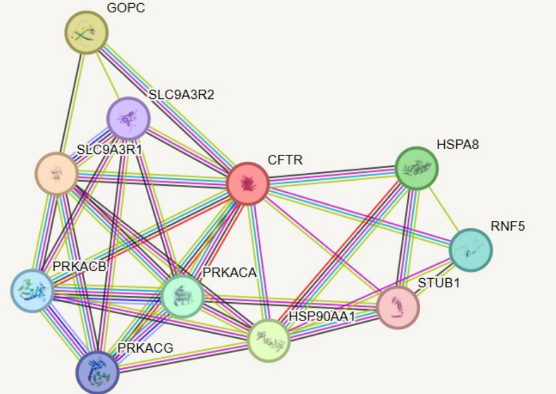 GOPC
SLC9A3R2
SLC9A3R1
CFTR
HSPA8
RNF5
PRKACB
PRKACA
STUB1
HSP90AA1
PRKACG